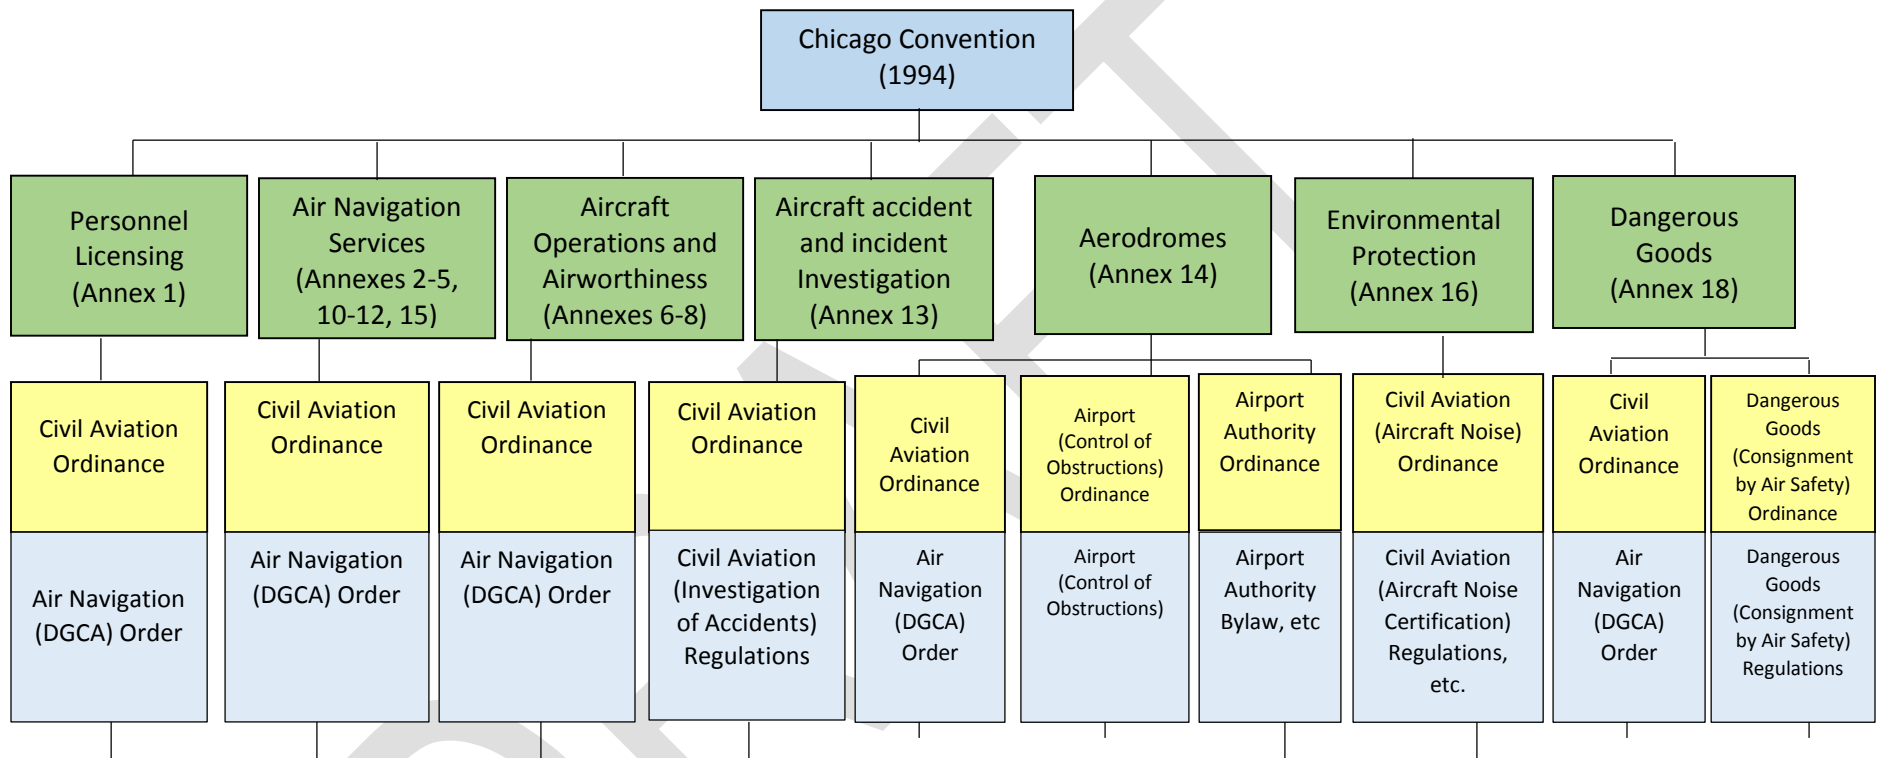 Chicago Convention
(1994)
Personnel
Licensing
(Annex 1)
Air Navigation
Services
(Annexes 2-5,
10-12, 15)
Aircraft
Operations and
Airworthiness
(Annexes 6-8)
Aircraft accident
and incident
Investigation
(Annex 13)
Aerodromes
(Annex 14)
Environmental
Protection
(Annex 16)
Dangerous
Goods
(Annex 18)
Civil Aviation
Ordinance
Civil Aviation
Ordinance
Civil Aviation
Ordinance
Civil Aviation
Ordinance
Civil
Aviation
Ordinance
Airport
(Control of
Obstructions)
Ordinance
Airport
Authority
Ordinance
Civil Aviation
(Aircraft Noise)
Ordinance
Civil
Aviation
Ordinance
Dangerous
Goods
(Consignment
by Air Safety)
Ordinance
Air Navigation
(DGCA) Order
Air Navigation
(DGCA) Order
Air Navigation
(DGCA) Order
Civil Aviation
(Investigation
of Accidents)
Regulations
Air
Navigation
(DGCA)
Order
Airport
(Control of
Obstructions)
Airport
Authority
Bylaw, etc
Civil Aviation
(Aircraft Noise
Certification)
Regulations,
etc.
Air
Navigation
(DGCA)
Order
Dangerous
Goods
(Consignment
by Air Safety)
Regulations